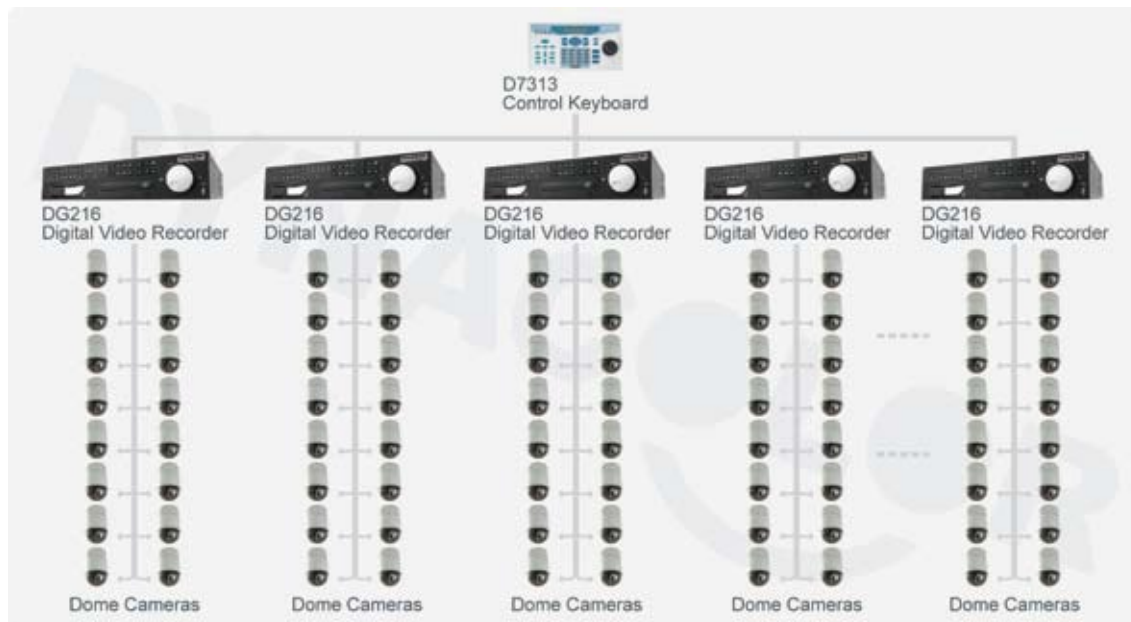 D7313
Control Keyboard
DG216
Digital Video Recorder
DG216
Digital Video Recorder
DG216
Digital Video Recorder
DG216
Digital Video Recorder
DG216
Digital Video Recorder
Dome Cameras
Dome Cameras
Dome Cameras
Dome Cameras
Dome Cameras
DYNACOLOR